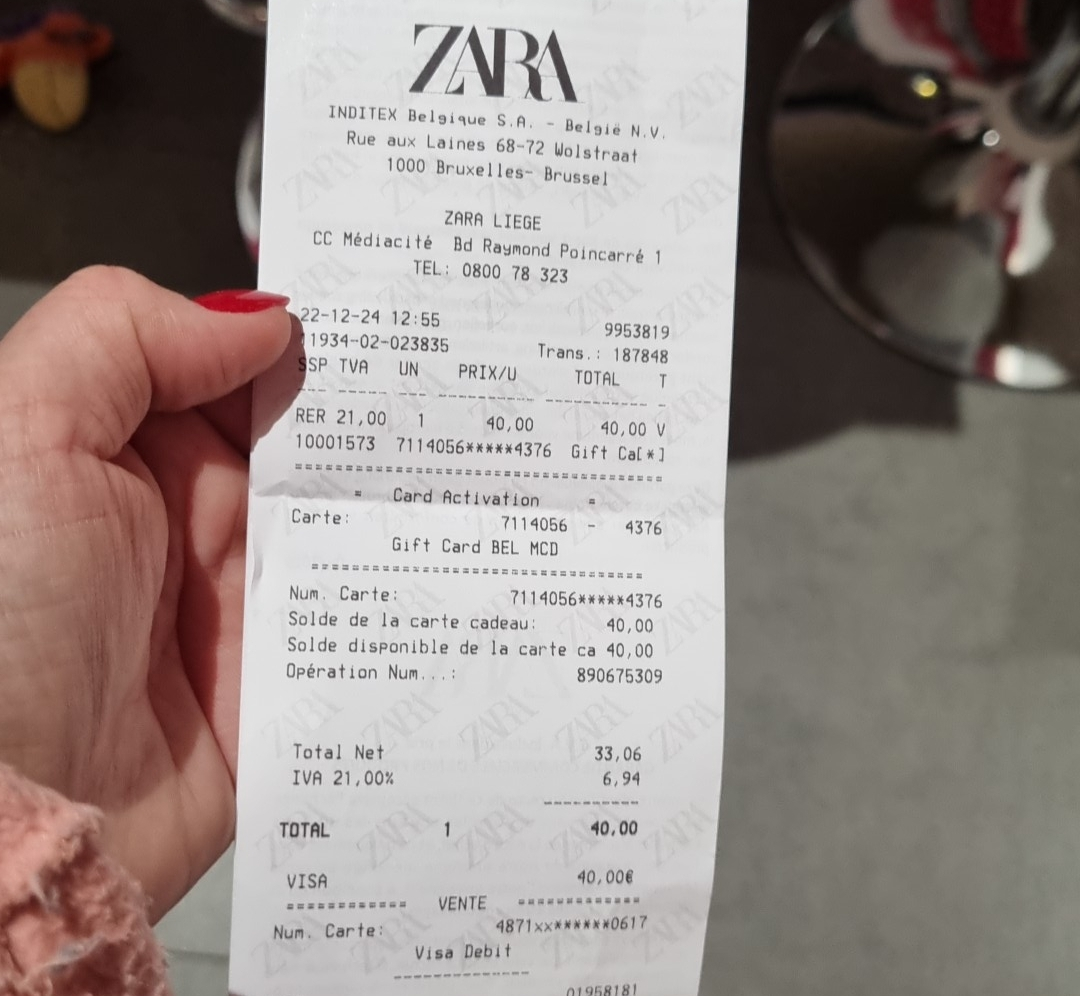 ZARA
INDITEX Belgique S.A. - België N.V.
Rue aux Laines 68-72 Wolstraat
1000 Bruxelles- Brussel
ZARA LIEGE
CC Médiacité Bd Raymond Poincarré 1
TEL: 0800 78 323
22-12-24 12:55 9953819
11934-02-023835 Trans.: 187848
SSP TVA UN PRIX/U TOTAL T
RER 21,00 1 40,00 40,00 V
10001573 7114056*****4376 Gift Ca[*]
= Card Activation =
Carte: 7114056 - 4376
Gift Card BEL MCD
Num. Carte: 7114056*****4376
Solde de la carte cadeau: 40,00
Solde disponible de la carte ca 40,00
Opération Num...: 890675309
Total Net 33,06
IVA 21,00% 6,94
TOTAL 1 40,00
VISA 40,00€
============ VENTE =============
Num. Carte: 4871xx******0617
Visa Debit
01958181